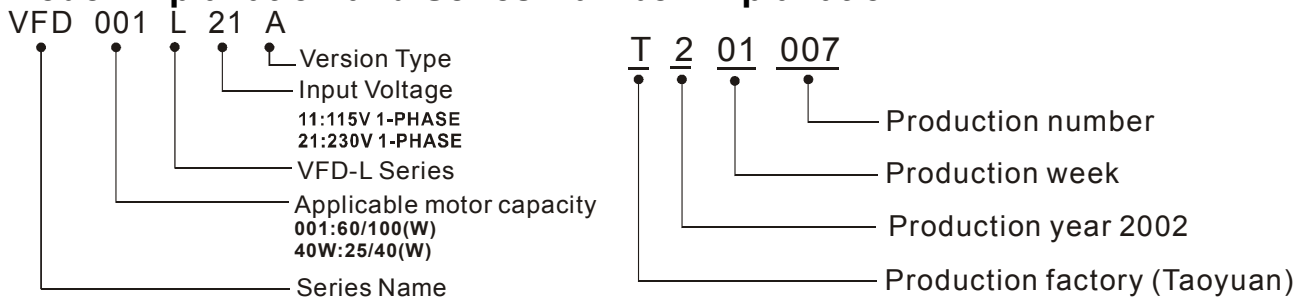 VFD 001 L 21 A
Version Type
Input Voltage
11:115V 1-PHASE
21:230V 1-PHASE
VFD-L Series
Applicable motor capacity
001:60/100(W)
40W:25/40(W)
Series Name
T 2 01 007
Production number
Production week
Production year 2002
Production factory (Taoyuan)